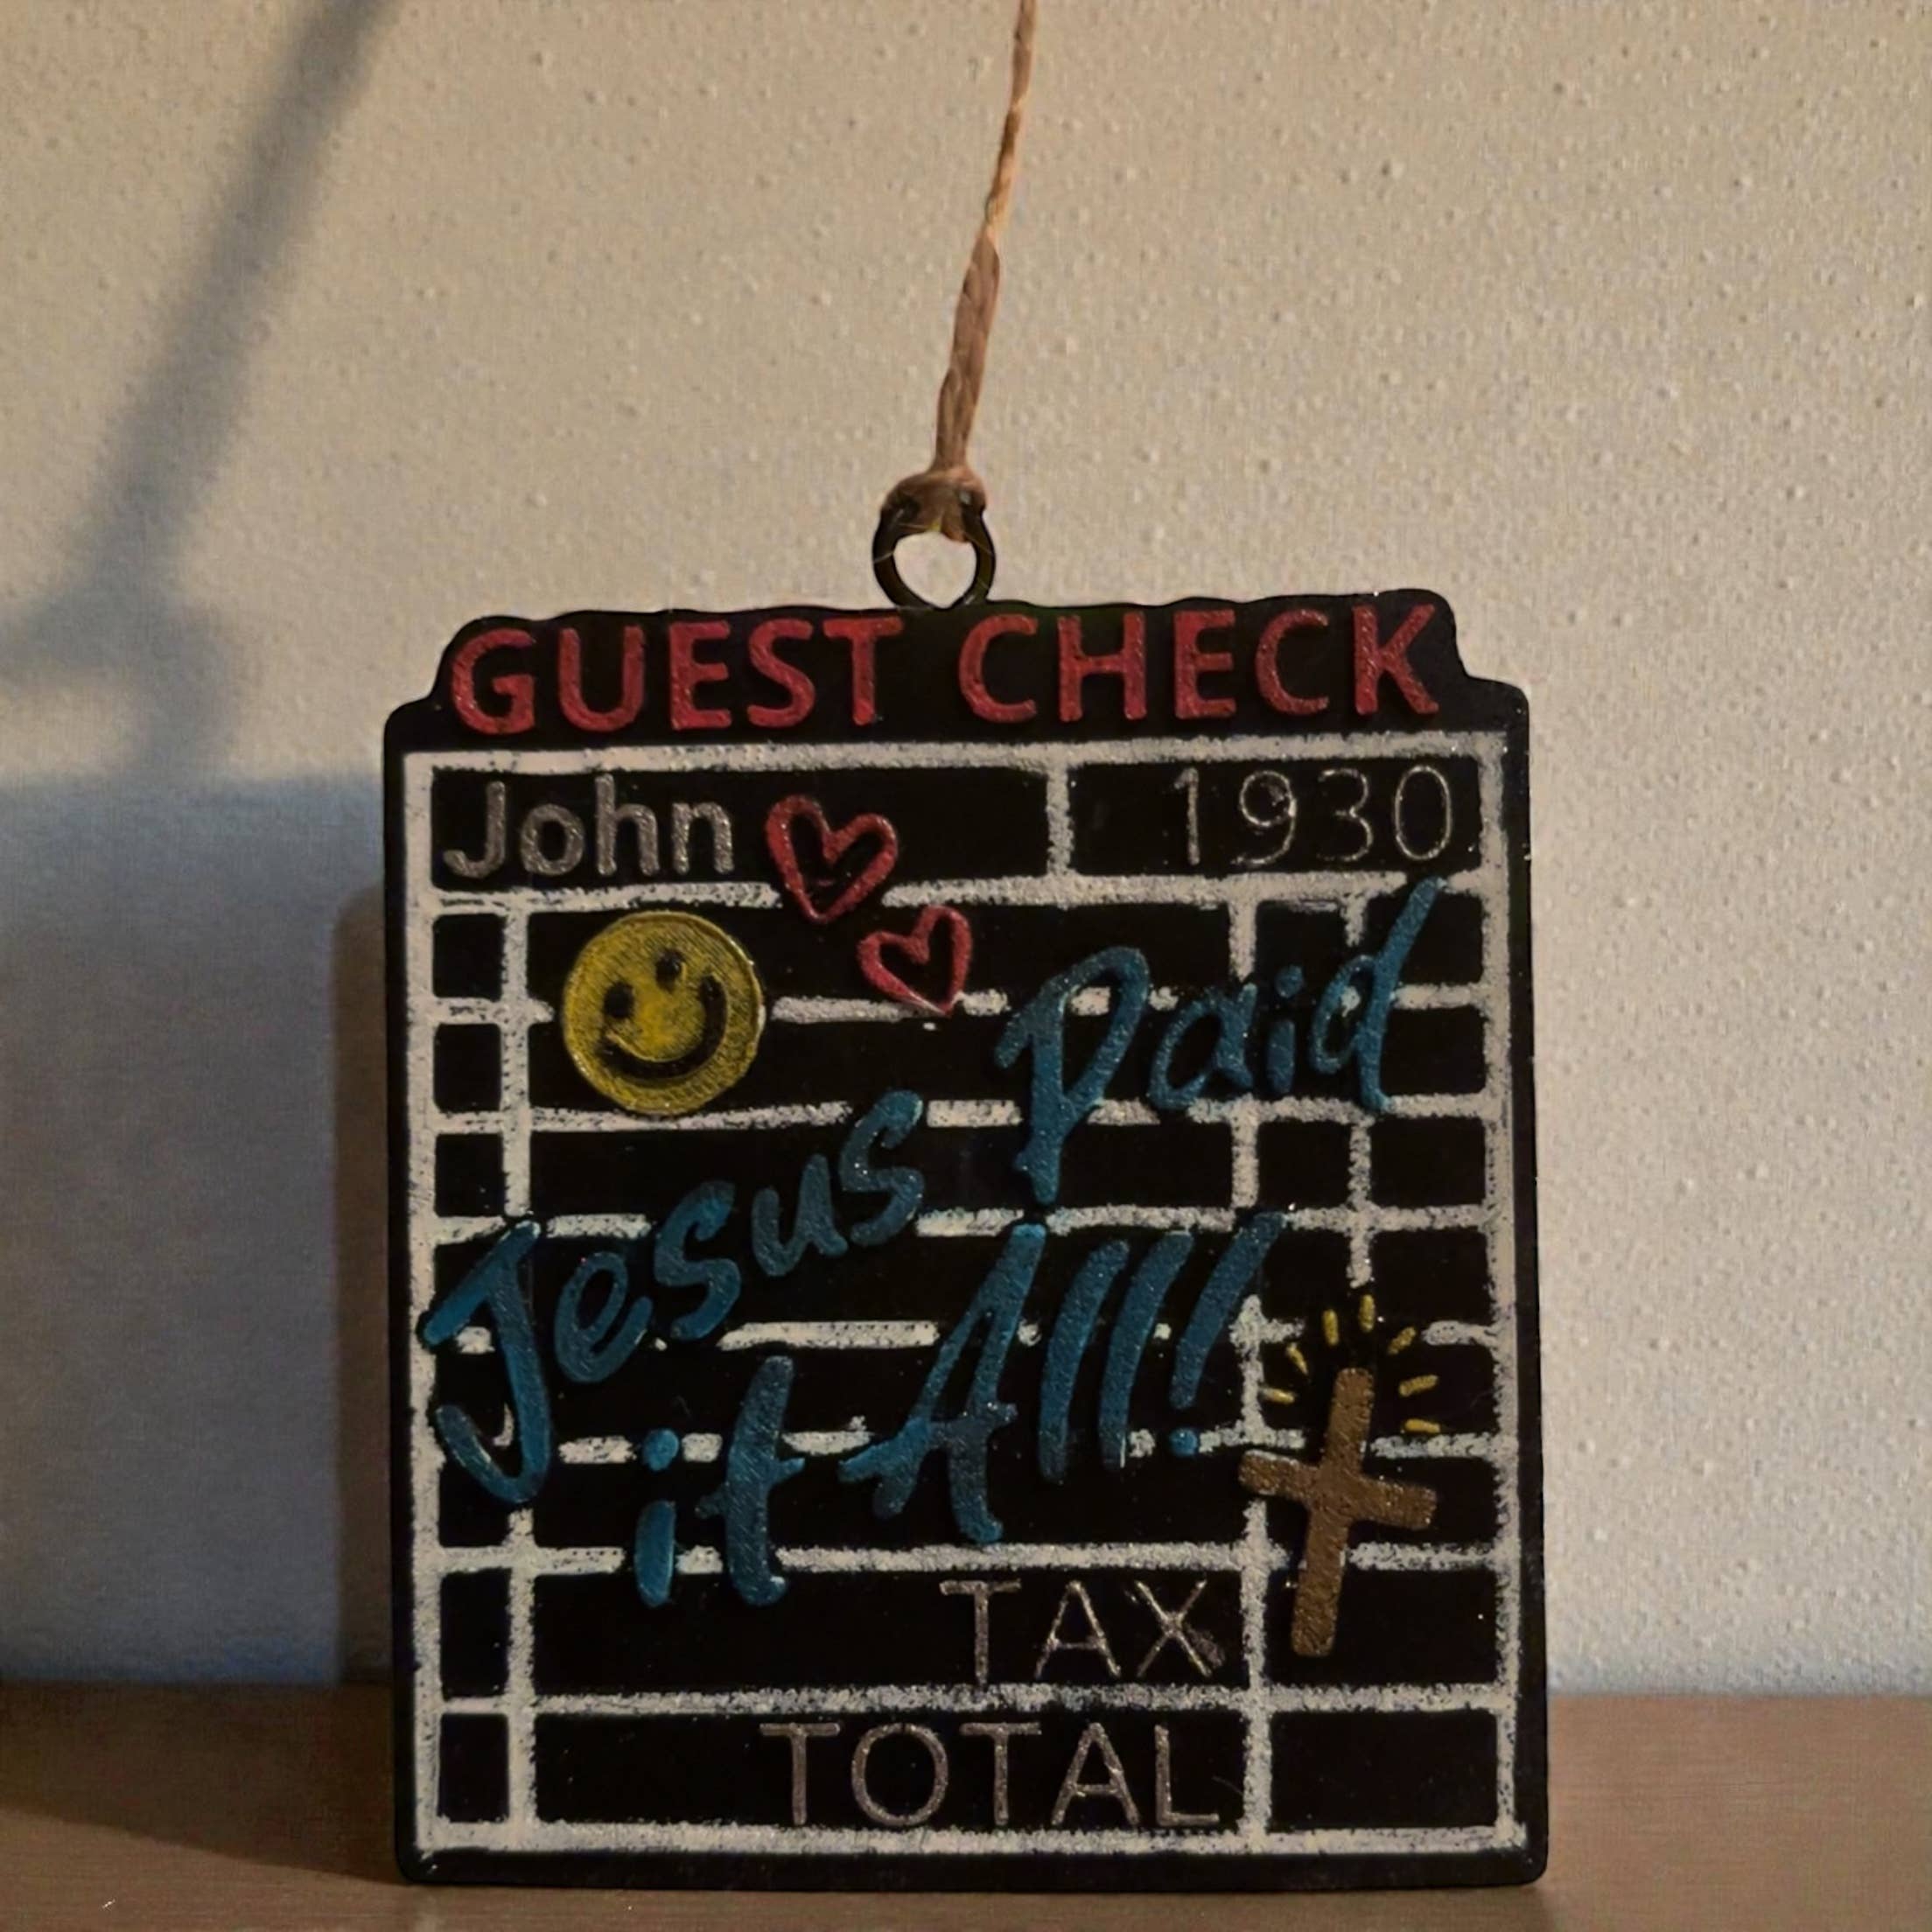 GUEST CHECK
John 1930
Jesus Paid
it All!
TAX
TOTAL